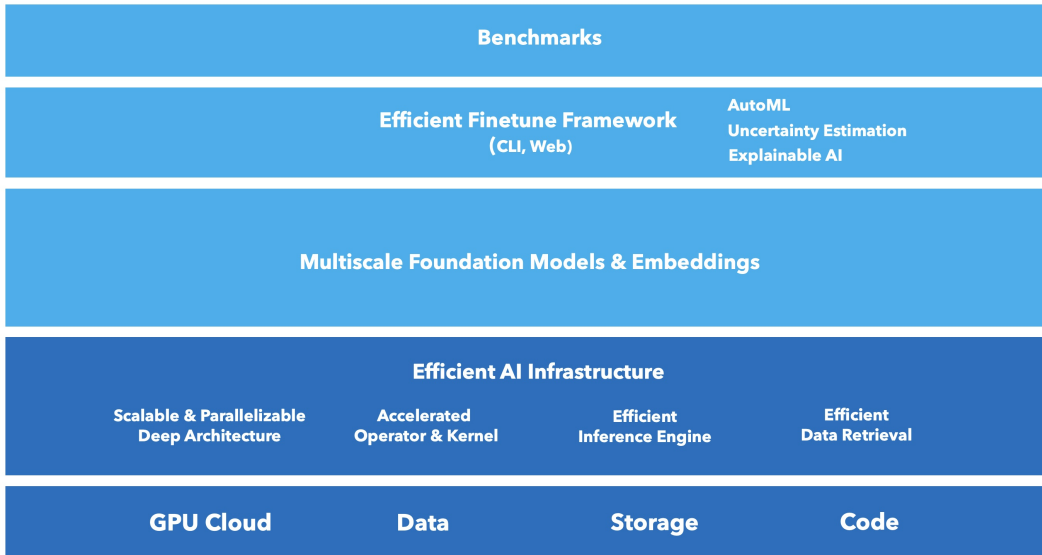 Benchmarks
Efficient Finetune Framework
(CLI, Web)
AutoML
Uncertainty Estimation
Explainable AI
Multiscale Foundation Models & Embeddings
Efficient AI Infrastructure
Scalable & Parallelizable
Deep Architecture
Accelerated
Operator & Kernel
Efficient
Inference Engine
Efficient
Data Retrieval
GPU Cloud
Data
Storage
Code